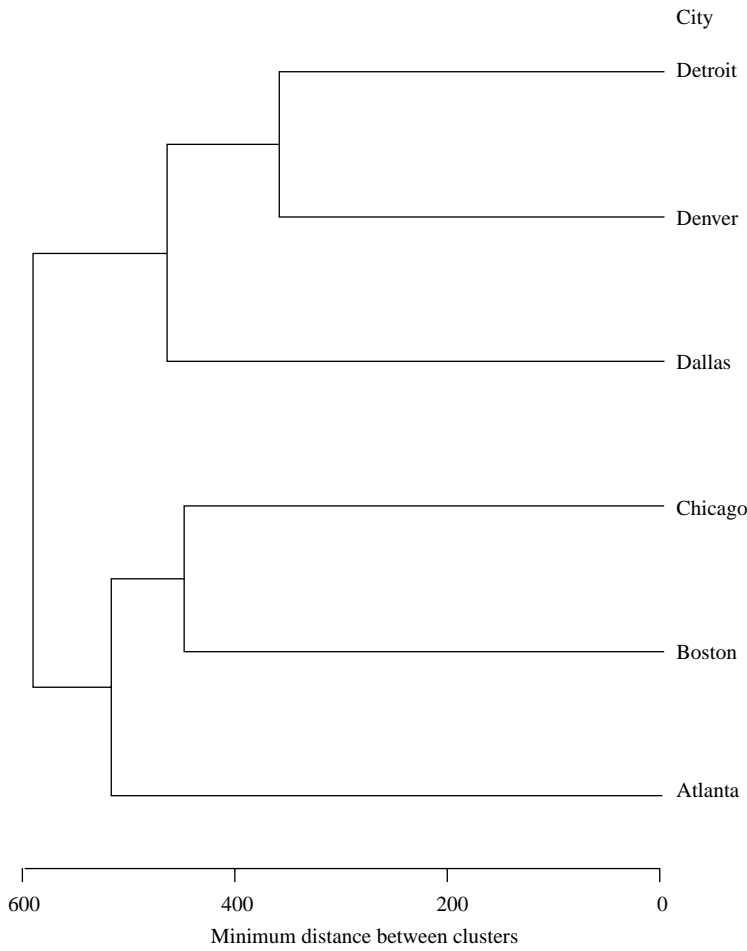 City
Detroit
Denver
Dallas
Chicago
Boston
Atlanta
600 400 200 0
Minimum distance between clusters